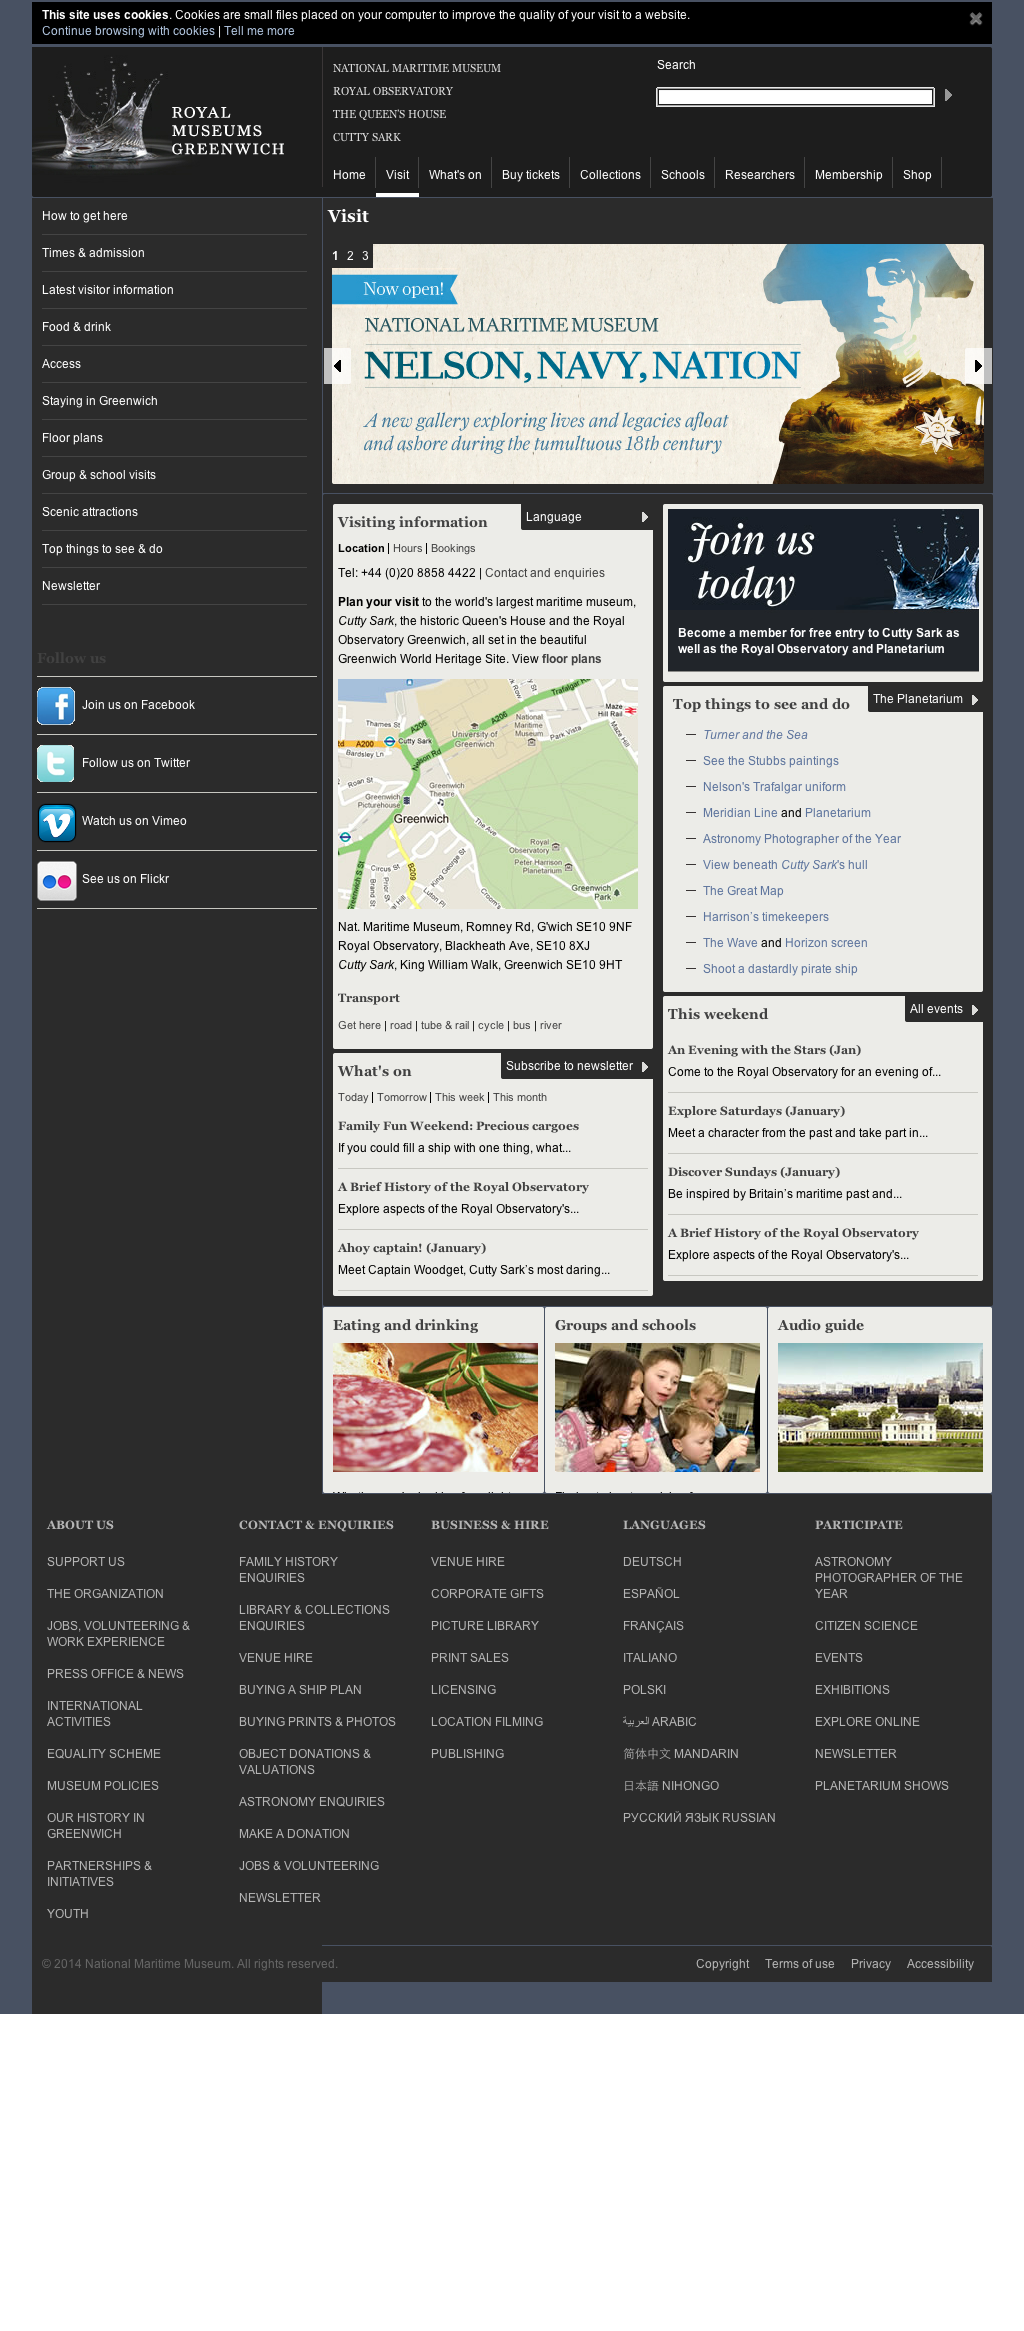 This site uses cookies. Cookies are small files placed on your computer to improve the quality of your visit to a website.
Continue browsing with cookies | Tell me more
ROYAL
MUSEUMS
GREENWICH
NATIONAL MARITIME MUSEUM
ROYAL OBSERVATORY
THE QUEEN'S HOUSE
CUTTY SARK
Search
Home
Visit
What's on
Buy tickets
Collections
Schools
Researchers
Membership
Shop
How to get here
Times & admission
Latest visitor information
Food & drink
Access
Staying in Greenwich
Floor plans
Group & school visits
Scenic attractions
Top things to see & do
Newsletter
Follow us
Join us on Facebook
Follow us on Twitter
Watch us on Vimeo
See us on Flickr
Visit
1 2 3
Now open!
NATIONAL MARITIME MUSEUM
NELSON, NAVY, NATION
A new gallery exploring lives and legacies afloat
and ashore during the tumultuous 18th century
Visiting information
Language
Location | Hours | Bookings
Tel: +44 (0)20 8858 4422 | Contact and enquiries
Plan your visit to the world's largest maritime museum,
Cutty Sark, the historic Queen's House and the Royal
Observatory Greenwich, all set in the beautiful
Greenwich World Heritage Site. View floor plans
Trafalgar Rd
Maze
Hill Rail
Thames St
National
Maritime
Museum
University of
Greenwich
Park Vista
Maze Hill
A200
A200
Cutty Sark
Bardsley Ln
Nelson Rd
Roan St
Greenwich
Picturehouse
Greenwich
Theatre
Greenwich
The Ave
Royal
Observatory
Peter Harrison
Planetarium
Circus St
King George St
B209
Brand St
Prior St
Luton Pl
Greenwich S St
Greenwich
Park
Nat. Maritime Museum, Romney Rd, G'wich SE10 9NF
Royal Observatory, Blackheath Ave, SE10 8XJ
Cutty Sark, King William Walk, Greenwich SE10 9HT
Transport
Get here | road | tube & rail | cycle | bus | river
What's on
Subscribe to newsletter
Today | Tomorrow | This week | This month
Family Fun Weekend: Precious cargoes
If you could fill a ship with one thing, what...
A Brief History of the Royal Observatory
Explore aspects of the Royal Observatory's...
Ahoy captain! (January)
Meet Captain Woodget, Cutty Sark's most daring...
Join us
today
Become a member for free entry to Cutty Sark as
well as the Royal Observatory and Planetarium
Top things to see and do
The Planetarium
Turner and the Sea
See the Stubbs paintings
Nelson's Trafalgar uniform
Meridian Line and Planetarium
Astronomy Photographer of the Year
View beneath Cutty Sark's hull
The Great Map
Harrison's timekeepers
The Wave and Horizon screen
Shoot a dastardly pirate ship
This weekend
All events
An Evening with the Stars (Jan)
Come to the Royal Observatory for an evening of...
Explore Saturdays (January)
Meet a character from the past and take part in...
Discover Sundays (January)
Be inspired by Britain's maritime past and...
A Brief History of the Royal Observatory
Explore aspects of the Royal Observatory's...
Eating and drinking
Groups and schools
Audio guide
ABOUT US
SUPPORT US
THE ORGANIZATION
JOBS, VOLUNTEERING &
WORK EXPERIENCE
PRESS OFFICE & NEWS
INTERNATIONAL
ACTIVITIES
EQUALITY SCHEME
MUSEUM POLICIES
OUR HISTORY IN
GREENWICH
PARTNERSHIPS &
INITIATIVES
YOUTH
CONTACT & ENQUIRIES
FAMILY HISTORY
ENQUIRIES
LIBRARY & COLLECTIONS
ENQUIRIES
VENUE HIRE
BUYING A SHIP PLAN
BUYING PRINTS & PHOTOS
OBJECT DONATIONS &
VALUATIONS
ASTRONOMY ENQUIRIES
MAKE A DONATION
JOBS & VOLUNTEERING
NEWSLETTER
BUSINESS & HIRE
VENUE HIRE
CORPORATE GIFTS
PICTURE LIBRARY
PRINT SALES
LICENSING
LOCATION FILMING
PUBLISHING
LANGUAGES
DEUTSCH
ESPAÑOL
FRANÇAIS
ITALIANO
POLSKI
العربية ARABIC
简体中文 MANDARIN
日本語 NIHONGO
РУССКИЙ ЯЗЫК RUSSIAN
PARTICIPATE
ASTRONOMY
PHOTOGRAPHER OF THE
YEAR
CITIZEN SCIENCE
EVENTS
EXHIBITIONS
EXPLORE ONLINE
NEWSLETTER
PLANETARIUM SHOWS
© 2014 National Maritime Museum. All rights reserved.
Copyright
Terms of use
Privacy
Accessibility